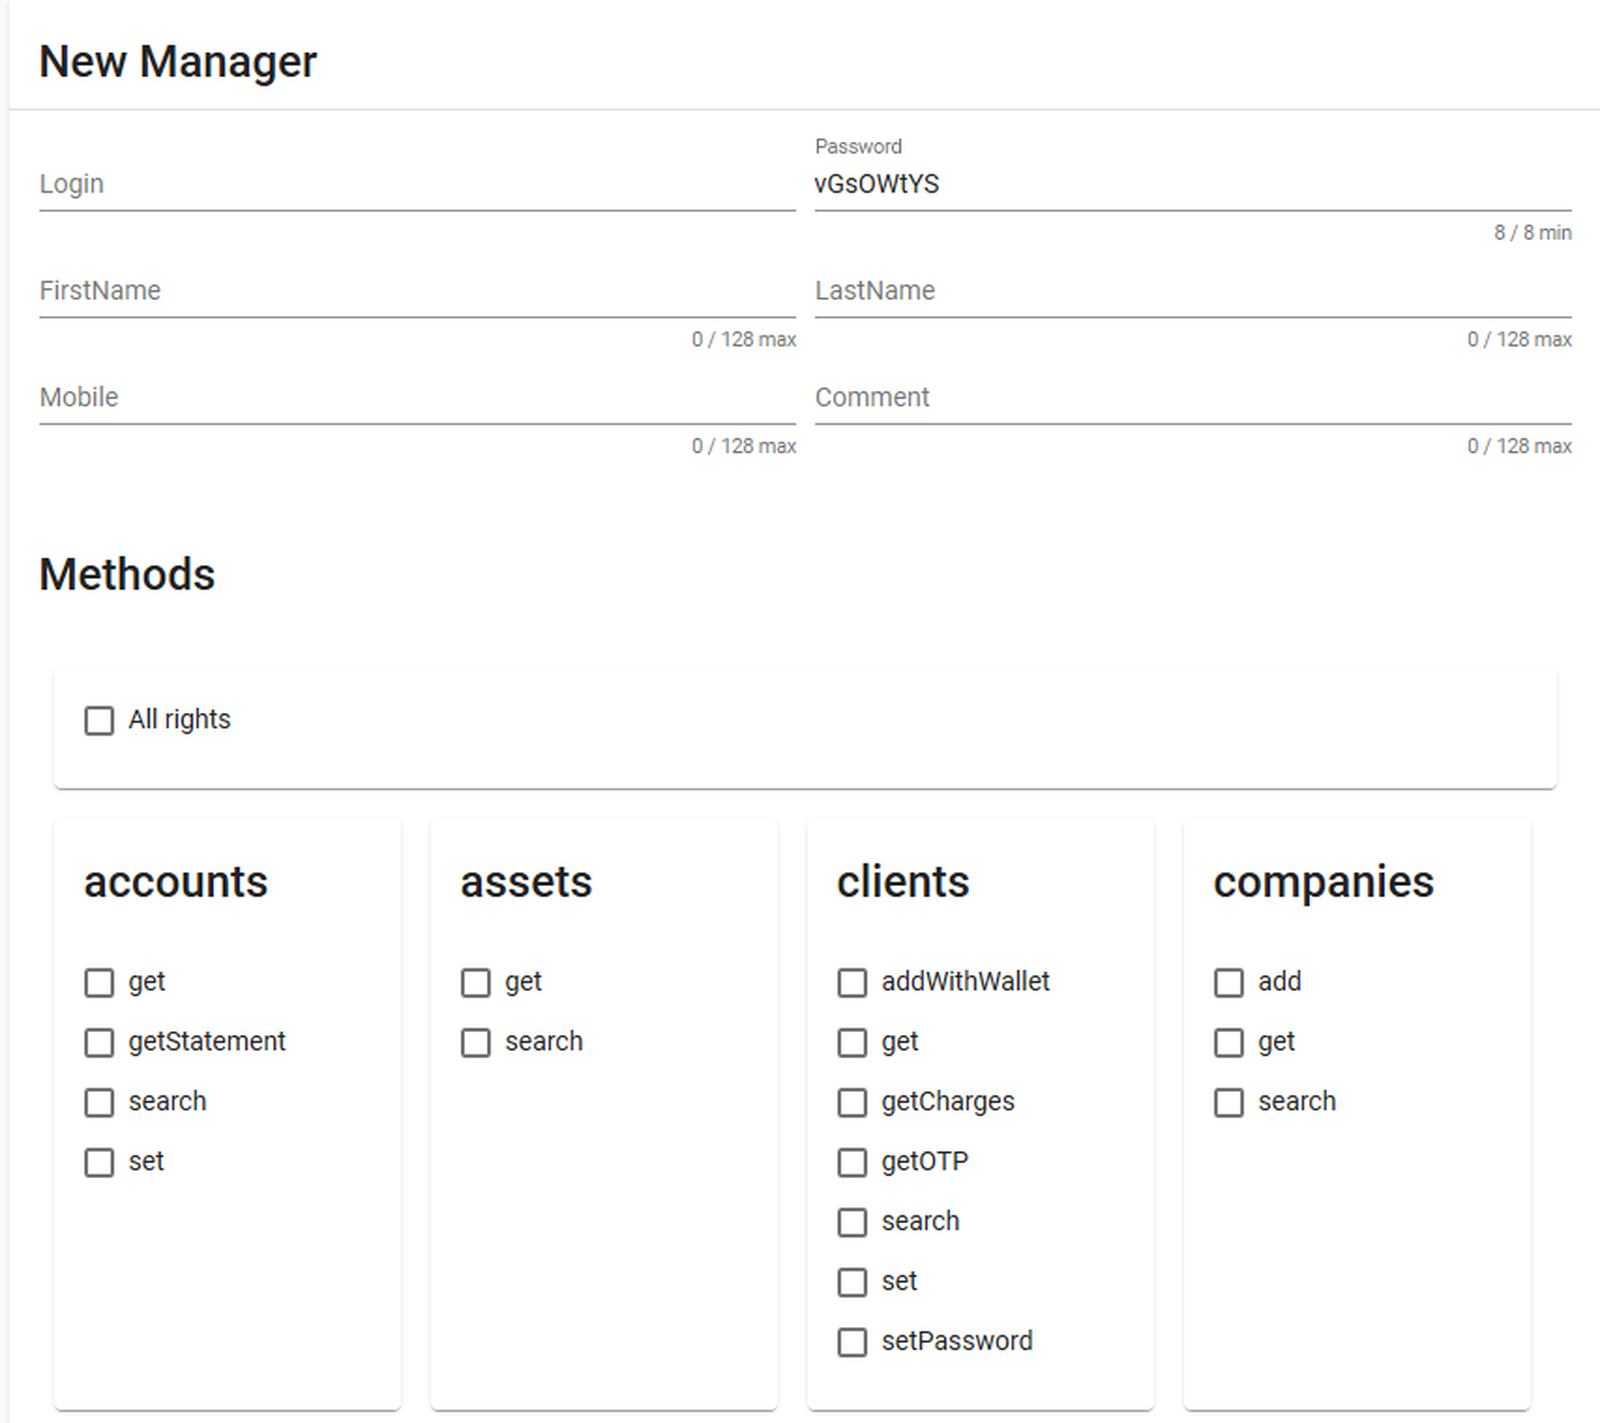 New Manager
Password
Login
vGsOWtYS
8 / 8 min
FirstName
LastName
0 / 128 max
0 / 128 max
Mobile
Comment
0 / 128 max
0 / 128 max
Methods
All rights
accounts
get
getStatement
search
set
assets
get
search
clients
addWithWallet
get
getCharges
getOTP
search
set
setPassword
companies
add
get
search